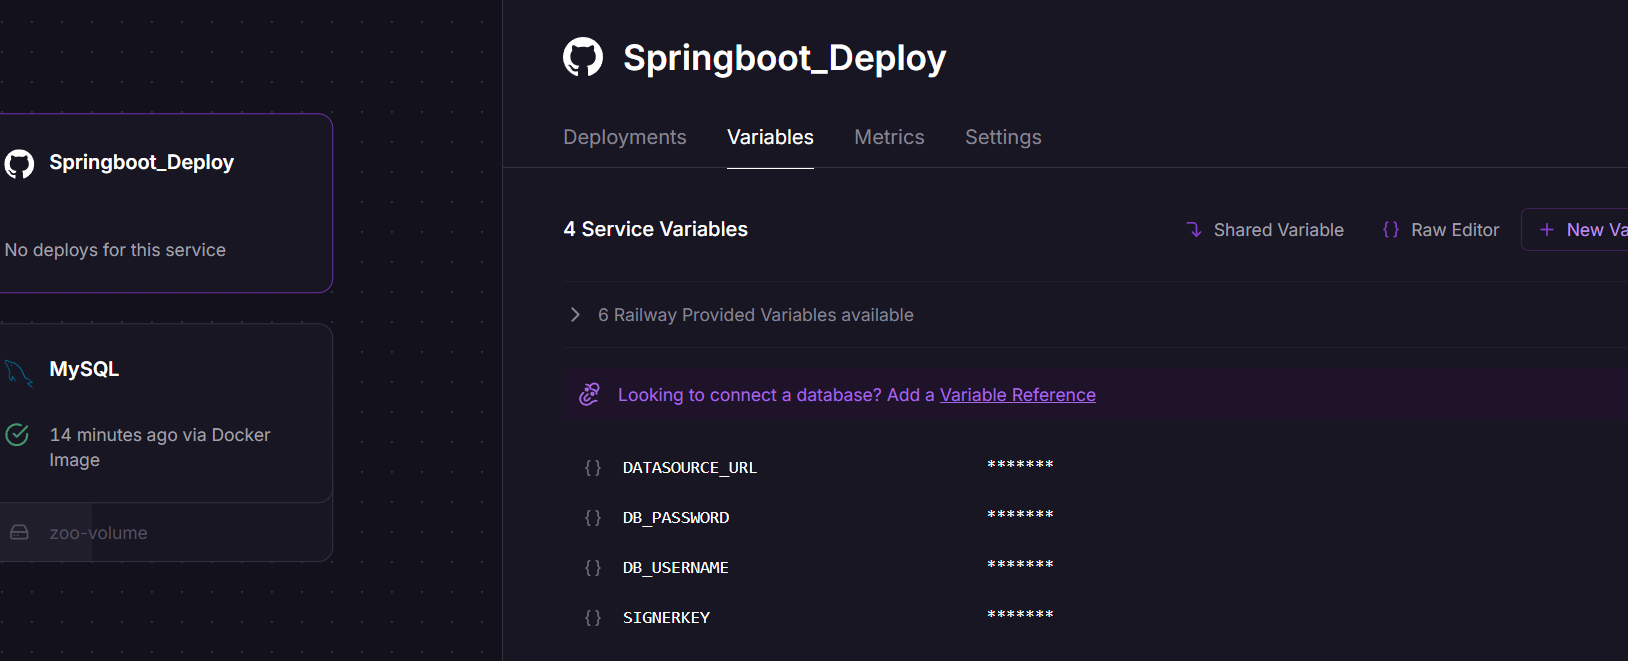 Springboot_Deploy
No deploys for this service
MySQL
14 minutes ago via Docker
Image
zoo-volume
Springboot_Deploy
Deployments Variables Metrics Settings
4 Service Variables
Shared Variable {} Raw Editor + New Va
6 Railway Provided Variables available
Looking to connect a database? Add a Variable Reference
{} DATASOURCE_URL *******
{} DB_PASSWORD *******
{} DB_USERNAME *******
{} SIGNERKEY *******